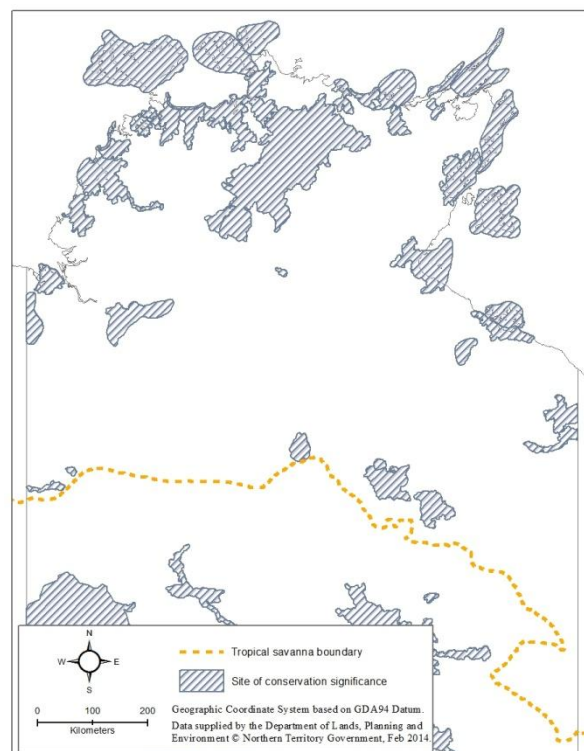 N
W E
S
0 100 200
Kilometers
Tropical savanna boundary
Site of conservation significance
Geographic Coordinate System based on GDA94 Datum.
Data supplied by the Department of Lands, Planning and
Environment © Northern Territory Government, Feb 2014.